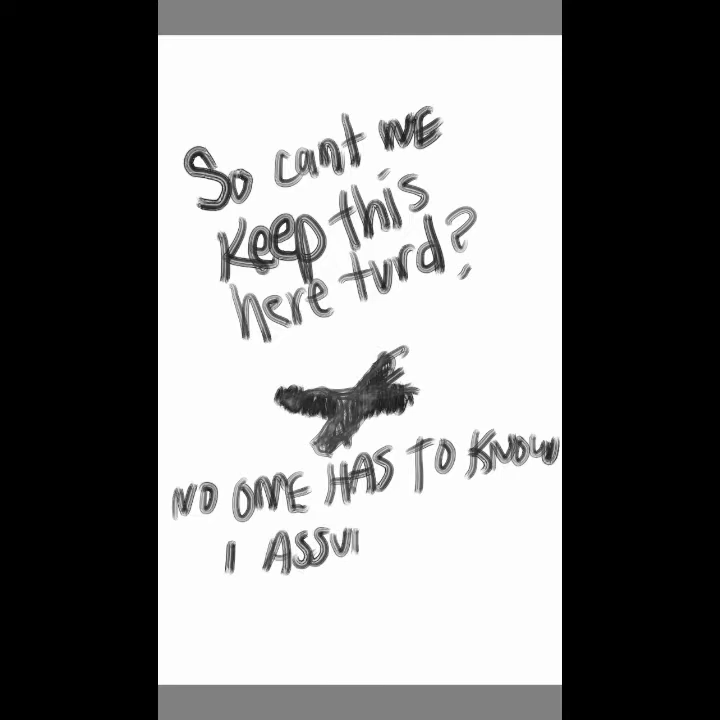 So cant we
Keep this
here turd?
NO ONE HAS TO KNOW
I ASSU